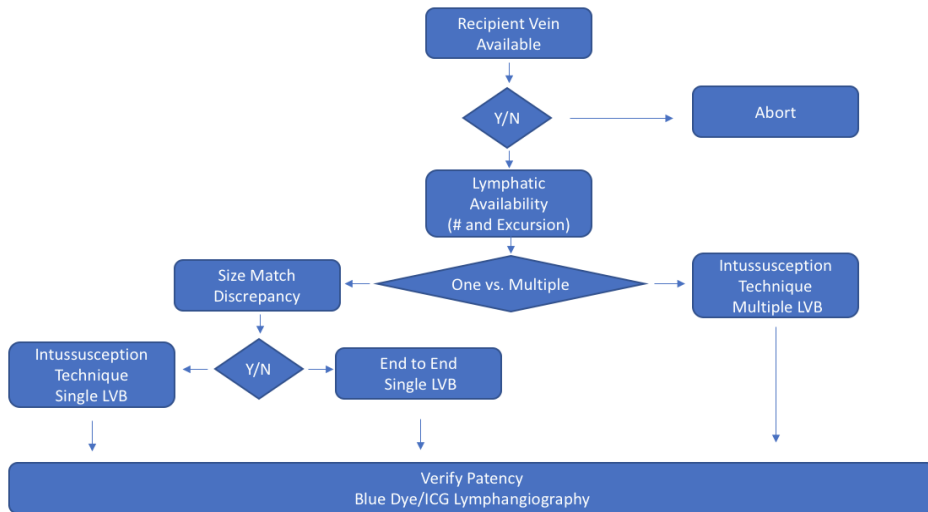 Recipient Vein
Available
Y/N
Abort
Lymphatic
Availability
(# and Excursion)
One vs. Multiple
Size Match
Discrepancy
Intussusception
Technique
Multiple LVB
Y/N
Intussusception
Technique
Single LVB
End to End
Single LVB
Verify Patency
Blue Dye/ICG Lymphangiography